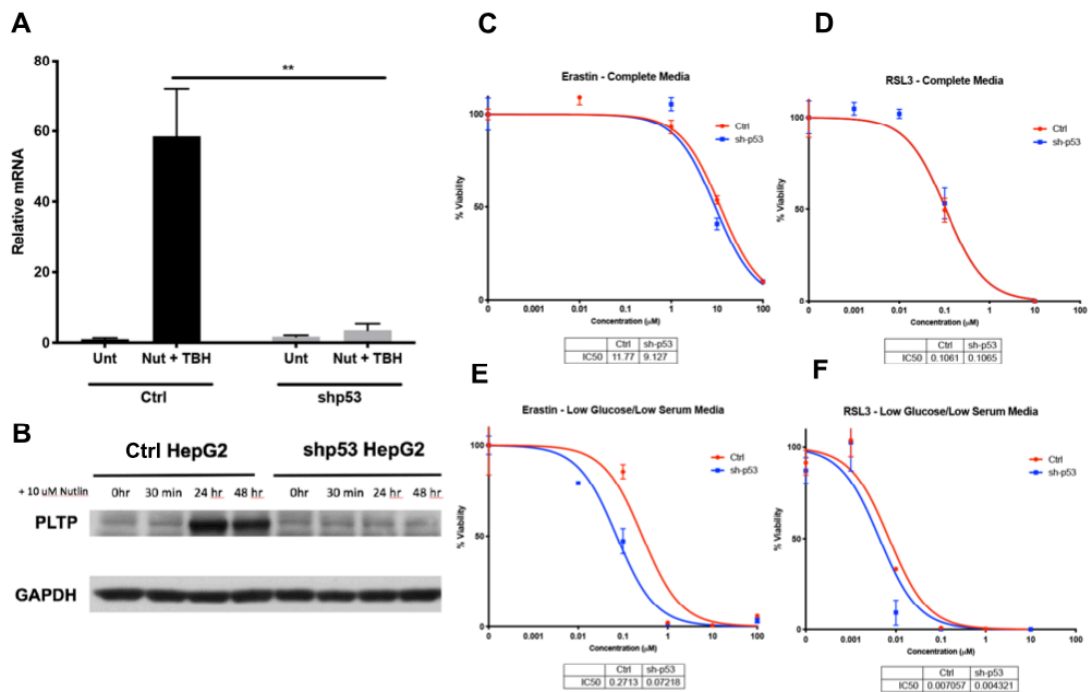 A
Relative mRNA
80
60
40
20
0
**
Unt
Nut + TBH
Unt
Nut + TBH
Ctrl
shp53
B
Ctrl HepG2
shp53 HepG2
+ 10 uM Nutlin
0hr
30 min
24 hr
48 hr
0hr
30 min
24 hr
48 hr
PLTP
GAPDH
C
Erastin - Complete Media
% Viability
100
50
0
Ctrl
sh-p53
0
0.001
0.01
0.1
1
10
100
Concentration (µM)
Ctrl sh-p53
IC50 11.77 9.127
D
RSL3 - Complete Media
% Viability
100
50
0
Ctrl
sh-p53
0
0.001
0.01
0.1
1
10
Concentration (µM)
Ctrl sh-p53
IC50 0.1061 0.1065
E
Erastin - Low Glucose/Low Serum Media
% Viability
100
50
0
Ctrl
sh-p53
0
0.001
0.01
0.1
1
10
100
Concentration (µM)
Ctrl sh-p53
IC50 0.2713 0.07218
F
RSL3 - Low Glucose/Low Serum Media
% Viability
100
50
0
Ctrl
sh-p53
0
0.001
0.01
0.1
1
10
Concentration (µM)
Ctrl sh-p53
IC50 0.007057 0.004321